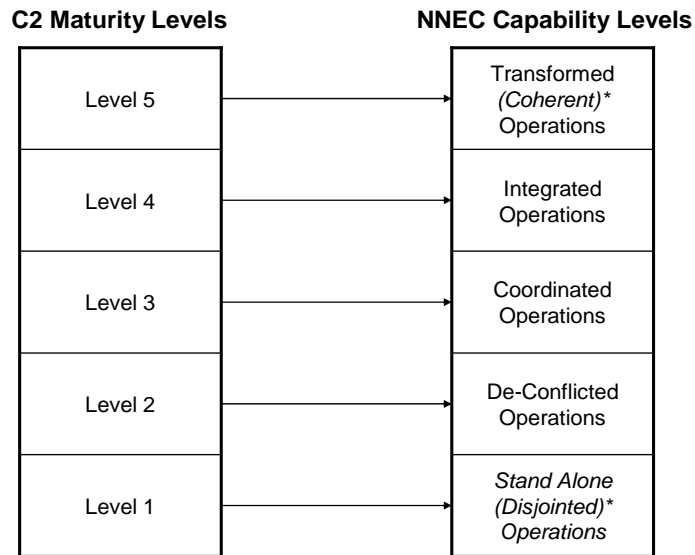 C2 Maturity Levels
NNEC Capability Levels
Level 5
Transformed
(Coherent)*
Operations
Level 4
Integrated
Operations
Level 3
Coordinated
Operations
Level 2
De-Conflicted
Operations
Level 1
Stand Alone
(Disjointed)*
Operations